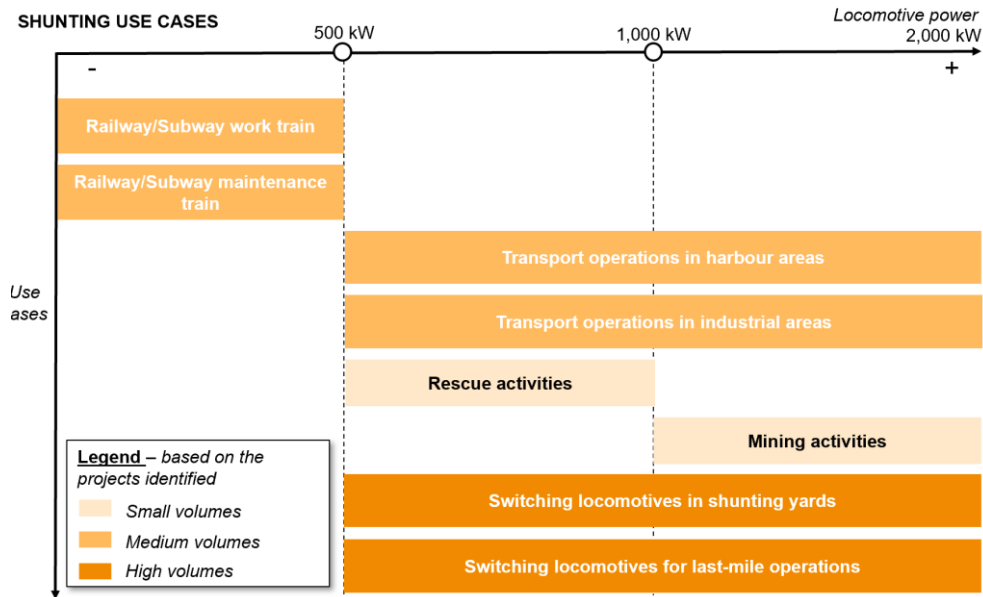 SHUNTING USE CASES
Locomotive power
500 kW
1,000 kW
2,000 kW
-
+
Railway/Subway work train
Railway/Subway maintenance
train
Transport operations in harbour areas
Use
ases
Transport operations in industrial areas
Rescue activities
Mining activities
Legend – based on the
projects identified
Small volumes
Medium volumes
High volumes
Switching locomotives in shunting yards
Switching locomotives for last-mile operations